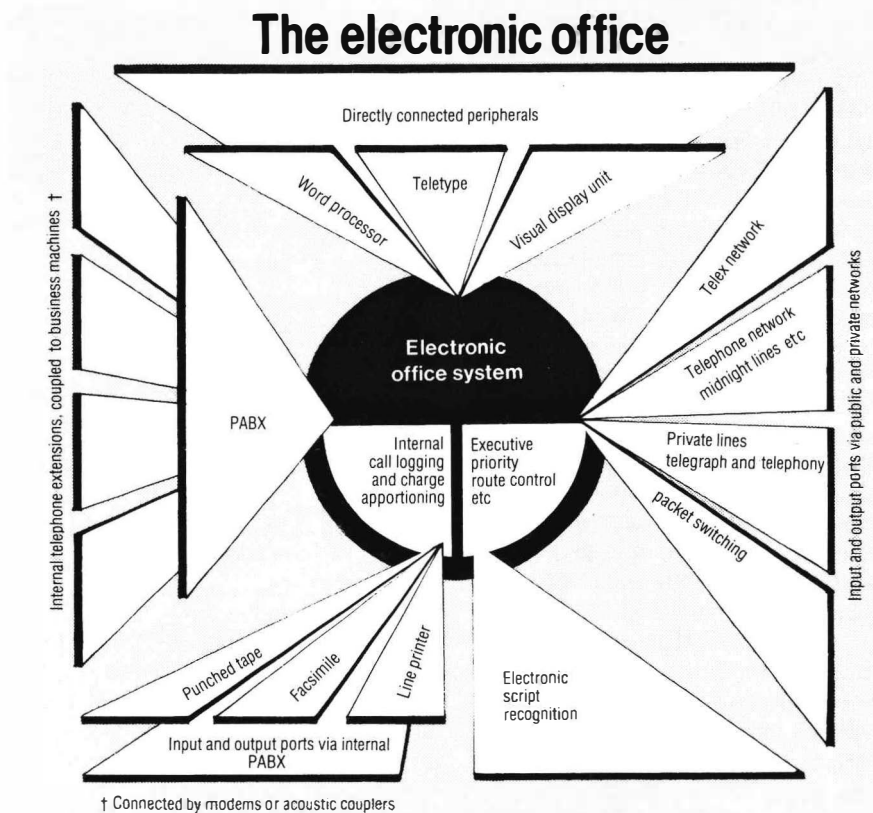 The electronic office
Directly connected peripherals
Word processor
Teletype
Visual display unit
Internal telephone extensions, coupled to business machines †
PABX
Electronic
office system
Internal
call logging
and charge
apportioning
Executive
priority
route control
etc
Telex network
Telephone network
midnight lines etc
Private lines
telegraph and telephony
packet switching
Input and output ports via public and private networks
Punched tape
Facsimile
Line printer
Input and output ports via internal
PABX
Electronic
script
recognition
† Connected by modems or acoustic couplers